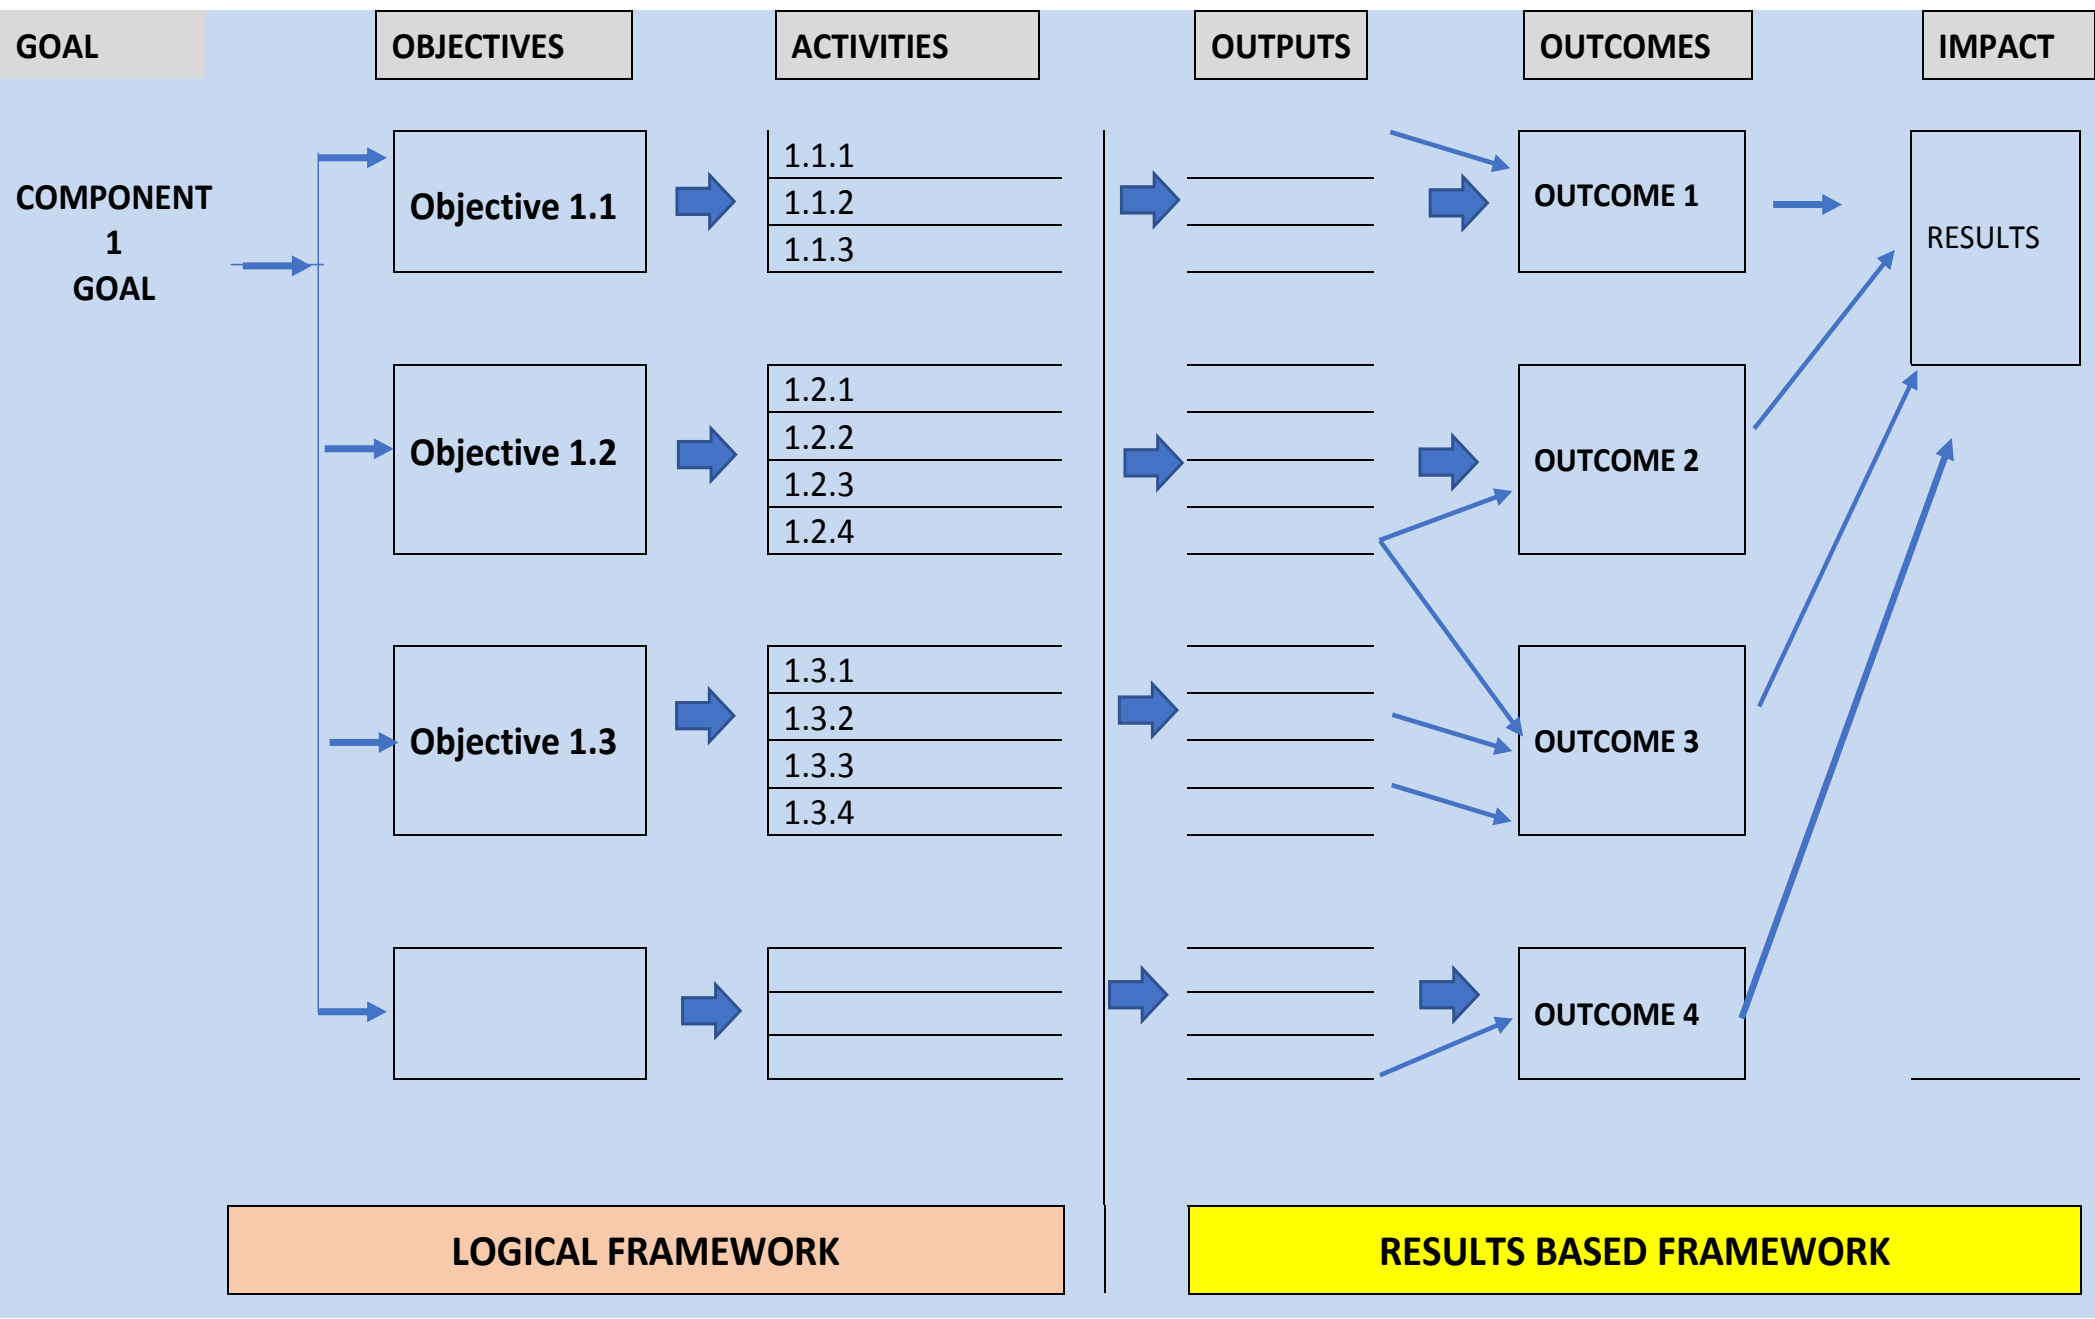 GOAL
OBJECTIVES
ACTIVITIES
OUTPUTS
OUTCOMES
IMPACT
COMPONENT
1
GOAL
Objective 1.1
1.1.1
1.1.2
1.1.3
OUTCOME 1
RESULTS
Objective 1.2
1.2.1
1.2.2
1.2.3
1.2.4
OUTCOME 2
Objective 1.3
1.3.1
1.3.2
1.3.3
1.3.4
OUTCOME 3
OUTCOME 4
LOGICAL FRAMEWORK
RESULTS BASED FRAMEWORK